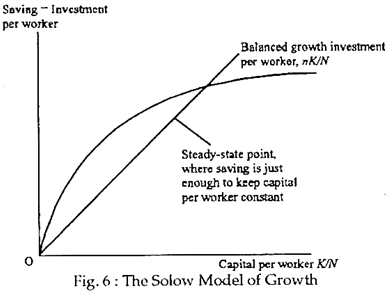 Saving – Investment
per worker
Balanced growth investment
per worker, nK/N
Steady-state point,
where saving is just
enough to keep capital
per worker constant
O
Capital per worker K/N
Fig. 6 : The Solow Model of Growth